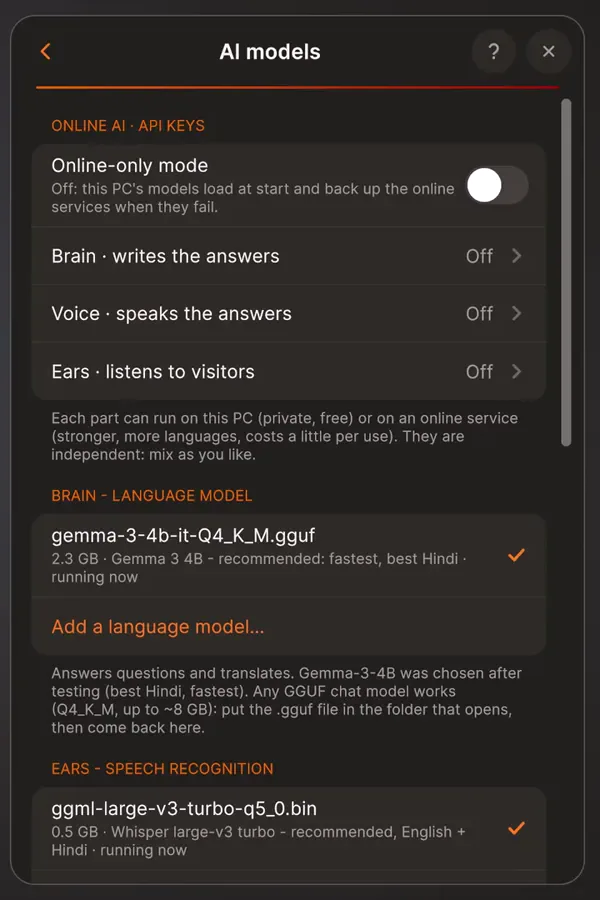 AI models
?
ONLINE AI · API KEYS
Online-only mode
Off: this PC's models load at start and back up the online
services when they fail.
Brain · writes the answers Off
Voice · speaks the answers Off
Ears · listens to visitors Off
Each part can run on this PC (private, free) or on an online service
(stronger, more languages, costs a little per use). They are
independent: mix as you like.
BRAIN - LANGUAGE MODEL
gemma-3-4b-it-Q4_K_M.gguf
2.3 GB · Gemma 3 4B - recommended: fastest, best Hindi ·
running now
Add a language model...
Answers questions and translates. Gemma-3-4B was chosen after
testing (best Hindi, fastest). Any GGUF chat model works
(Q4_K_M, up to ~8 GB): put the .gguf file in the folder that opens,
then come back here.
EARS - SPEECH RECOGNITION
ggml-large-v3-turbo-q5_0.bin
0.5 GB · Whisper large-v3 turbo - recommended, English +
Hindi · running now